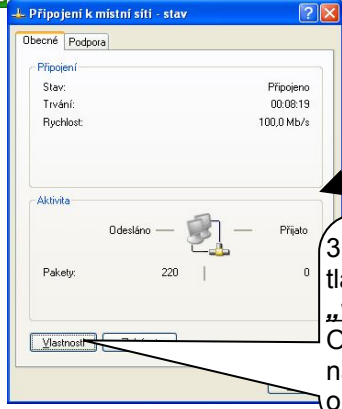 Připojení k místní síti - stav
Obecné Podpora
Připojení
Stav: Připojeno
Trvání: 00:08:19
Rychlost: 100,0 Mb/s
Aktivita
Odesláno Přijato
Pakety: 220 0
Vlastnosti
3